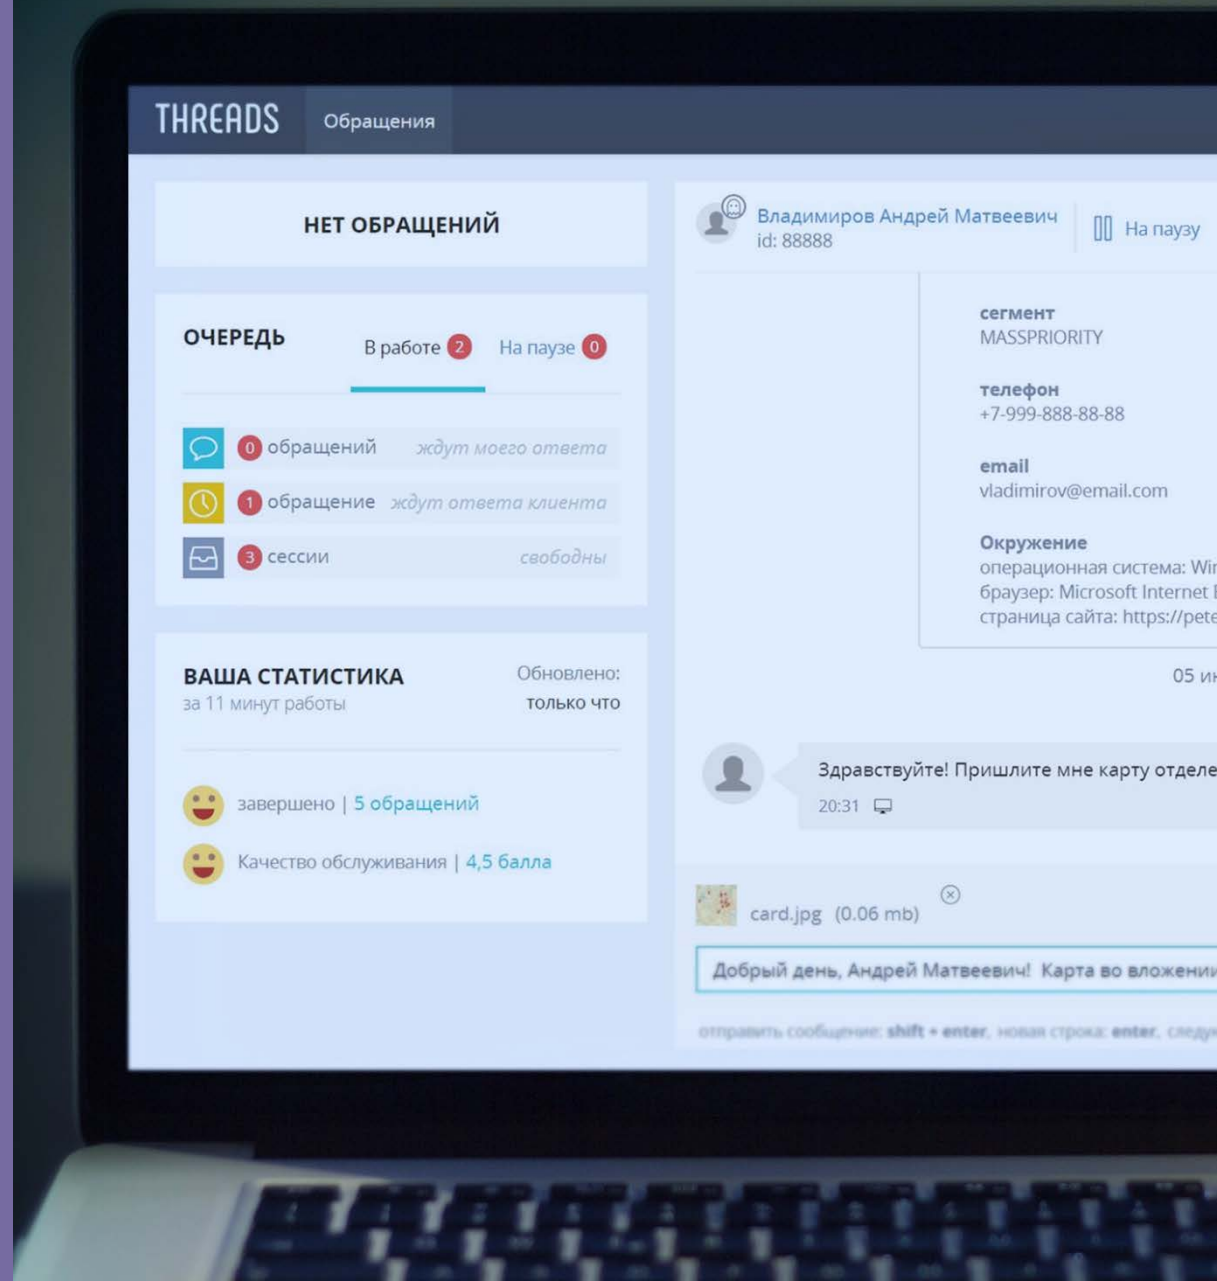 THREADS
Обращения
НЕТ ОБРАЩЕНИЙ
ОЧЕРЕДЬ
В работе 2
На паузе 0
0 обращений ждут моего ответа
1 обращение ждут ответа клиента
3 сессии свободны
ВАША СТАТИСТИКА
Обновлено:
за 11 минут работы
только что
завершено | 5 обращений
Качество обслуживания | 4,5 балла
Владимиров Андрей Матвеевич
id: 88888
На паузу
сегмент
MASSPRIORITY
телефон
+7-999-888-88-88
email
vladimirov@email.com
Окружение
операционная система:
браузер: Microsoft Internet
страница сайта: https://pete
05
Здравствуйте! Пришлите мне карту
20:31
card.jpg (0.06 mb)
Добрый день, Андрей Матвеевич! Карта во вложении
отправить сообщение: shift + enter, новая строка: enter,